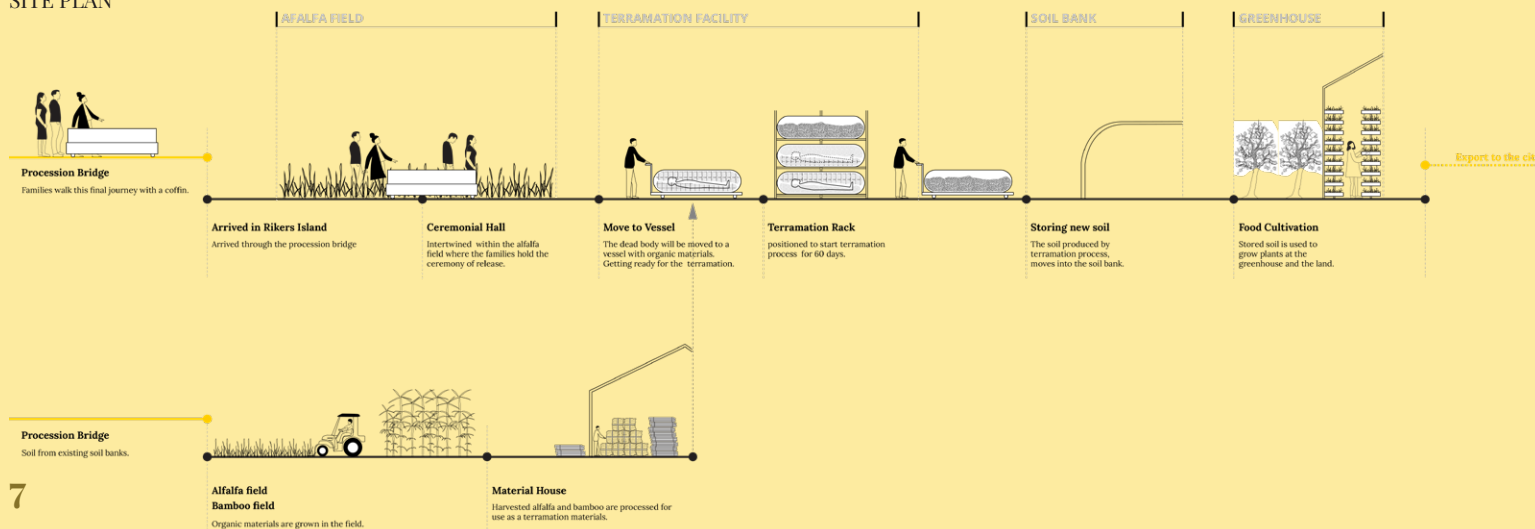 SITE PLAN
AFALFA FIELD
TERRAMATION FACILITY
SOIL BANK
GREENHOUSE
Procession Bridge
Families walk this final journey with a coffin.
Export to the
Arrived in Rikers Island
Arrived through the procession bridge
Ceremonial Hall
Intertwined within the alfalfa
field where the families hold the
ceremony of release.
Move to Vessel
The dead body will be moved to a
vessel with organic materials.
Getting ready for the terramation.
Terramation Rack
positioned to start terramation
process for 60 days.
Storing new soil
The soil produced by
terramation process,
moves into the soil bank.
Food Cultivation
Stored soil is used to
grow plants at the
greenhouse and the land.
Procession Bridge
Soil from existing soil banks.
Alfalfa field
Bamboo field
Organic materials are grown in the field.
Material House
Harvested alfalfa and bamboo are processed for
use as a terramation materials.
7